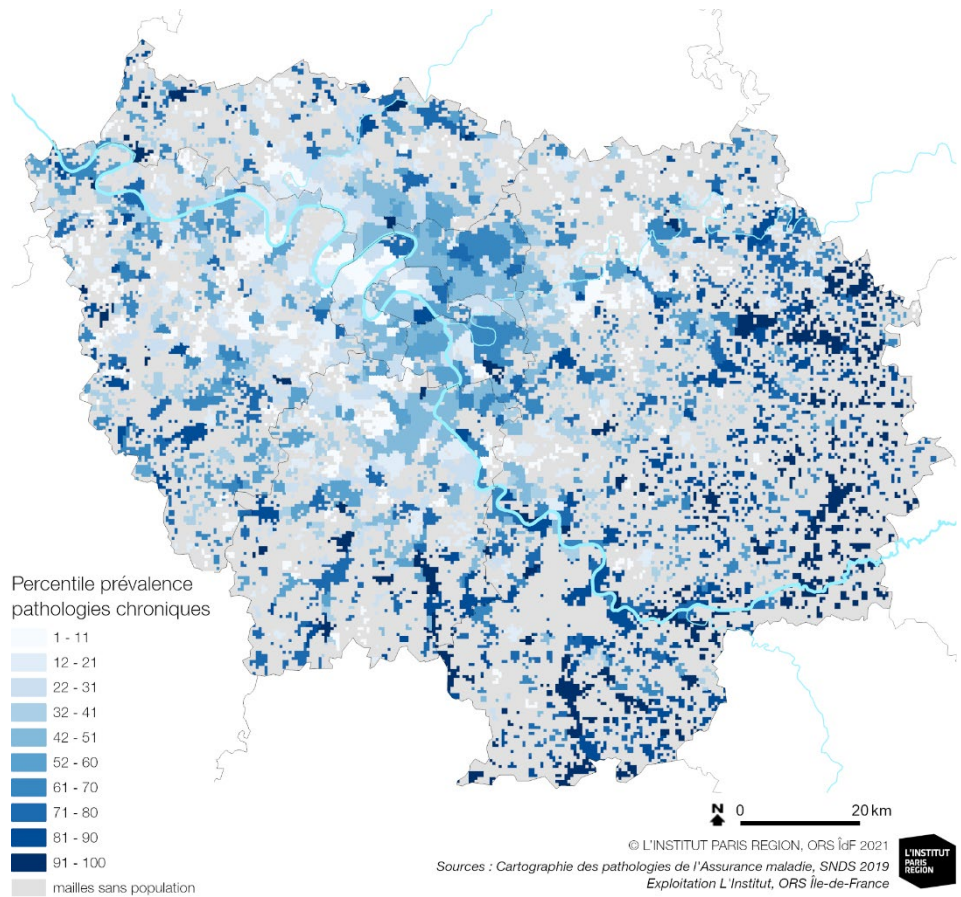 Percentile prévalence
pathologies chroniques
1 - 11
12 - 21
22 - 31
32 - 41
42 - 51
52 - 60
61 - 70
71 - 80
81 - 90
91 - 100
mailles sans population
N 0 20 km
© L'INSTITUT PARIS REGION, ORS ÎdF 2021
Sources : Cartographie des pathologies de l'Assurance maladie, SNDS 2019
Exploitation L'Institut, ORS Île-de-France
L'INSTITUT
PARIS
REGION